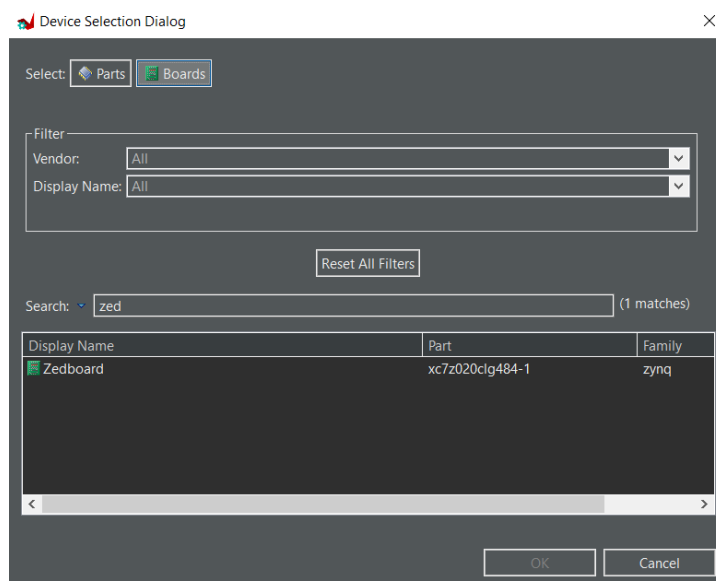 Device Selection Dialog
Select: Parts Boards
Filter
Vendor: All
Display Name: All
Reset All Filters
Search: zed (1 matches)
Display Name Part Family
Zedboard xc7z020clg484-1 zynq
OK Cancel